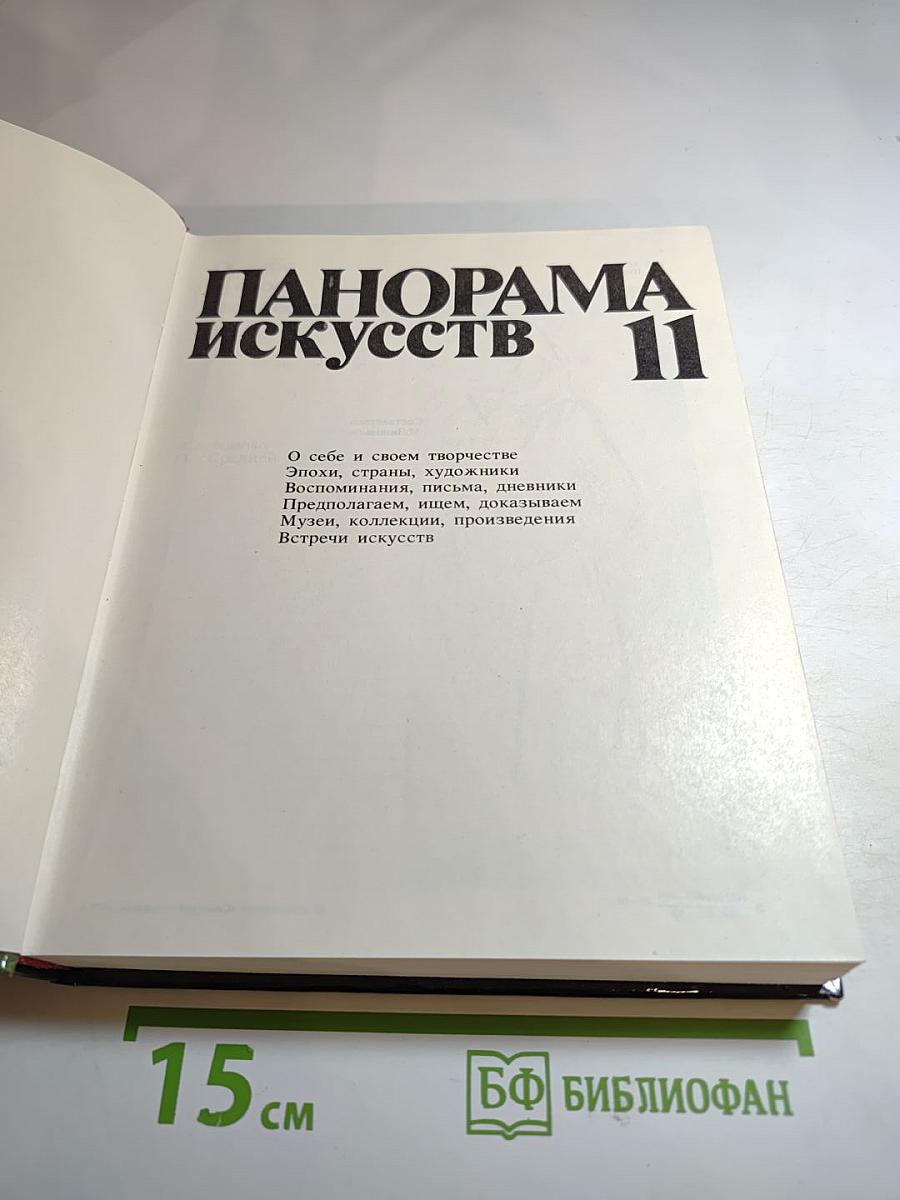 ПАНОРАМА
ИСКУССТВ 11
О себе и своем творчестве
Эпохи, страны, художники
Воспоминания, письма, дневники
Предполагаем, ищем, доказываем
Музеи, коллекции, произведения
Встречи искусств
15 см
БФ БИБЛИОФАН